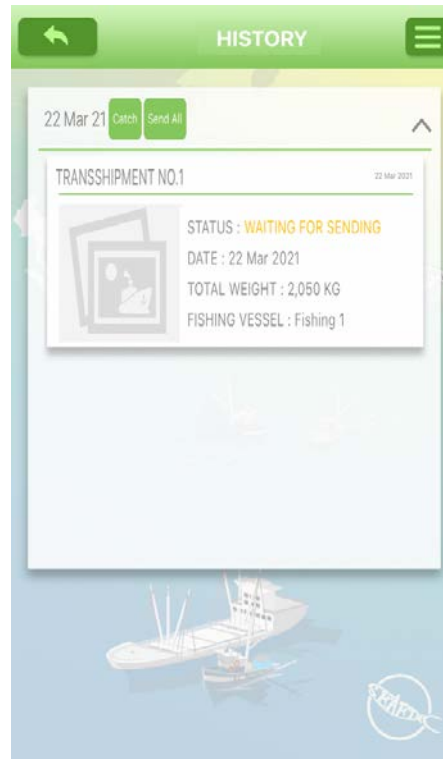 HISTORY
22 Mar 21 Catch Send All
TRANSSHIPMENT NO.1 22 Mar 2021
STATUS : WAITING FOR SENDING
DATE : 22 Mar 2021
TOTAL WEIGHT : 2,050 KG
FISHING VESSEL : Fishing 1
SEAFDEC